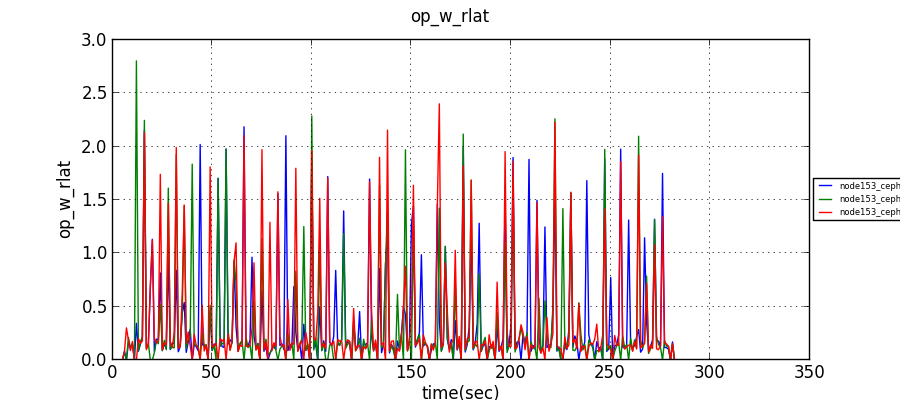 op_w_rlat
3.0
2.5
2.0
1.5
1.0
0.5
0.0
op_w_rlat
0 50 100 150 200 250 300 350
time(sec)
node153_ceph
node153_ceph
node153_ceph